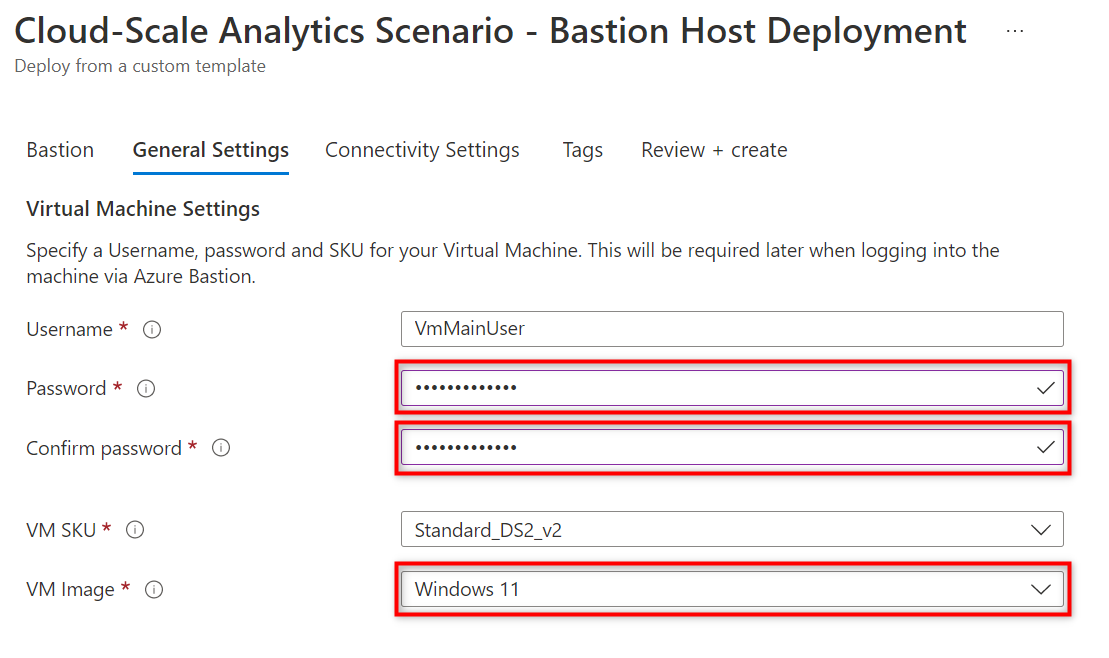 Cloud-Scale Analytics Scenario - Bastion Host Deployment ...
Deploy from a custom template
Bastion General Settings Connectivity Settings Tags Review + create
Virtual Machine Settings
Specify a Username, password and SKU for your Virtual Machine. This will be required later when logging into the
machine via Azure Bastion.
Username * VmMainUser
Password * •••••••••••••
Confirm password * •••••••••••••
VM SKU * Standard_DS2_v2
VM Image * Windows 11